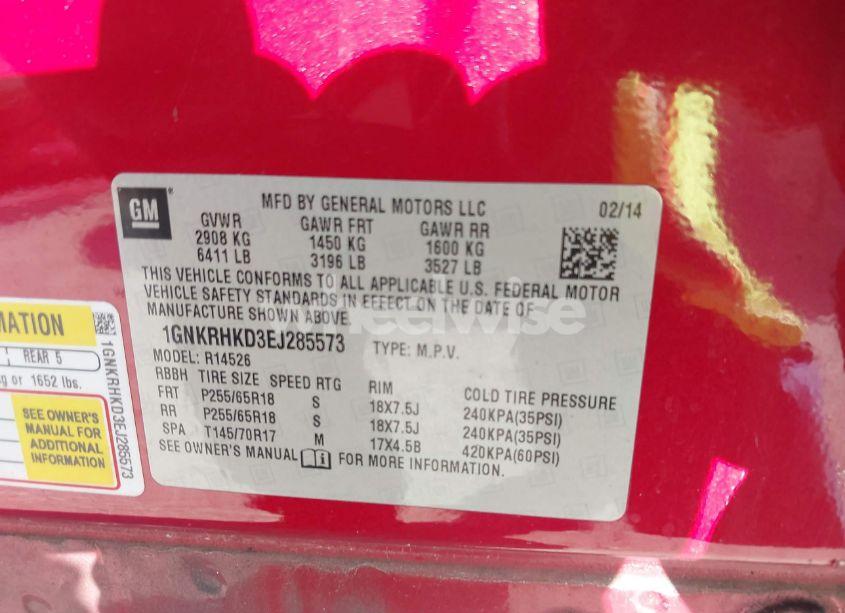 GM
MFD BY GENERAL MOTORS LLC
02/14
GVWR GAWR FRT GAWR RR
2908 KG 1450 KG 1600 KG
6411 LB 3196 LB 3527 LB
THIS VEHICLE CONFORMS TO ALL APPLICABLE U.S. FEDERAL MOTOR
VEHICLE SAFETY STANDARDS IN EFFECT ON THE DATE OF
MANUFACTURE SHOWN ABOVE.
1GNKRHKD3EJ285573 TYPE: M.P.V.
MODEL: R14526
RBBH TIRE SIZE SPEED RTG RIM COLD TIRE PRESSURE
FRT P255/65R18 S 18X7.5J 240KPA(35PSI)
RR P255/65R18 S 18X7.5J 240KPA(35PSI)
SPA T145/70R17 M 17X4.5B 420KPA(60PSI)
SEE OWNER'S MANUAL FOR MORE INFORMATION.
MATION
REAR 5
kg or 1652 lbs.
SEE OWNER'S
MANUAL FOR
ADDITIONAL
INFORMATION
1GNKRHKD3EJ285573
wheelwise